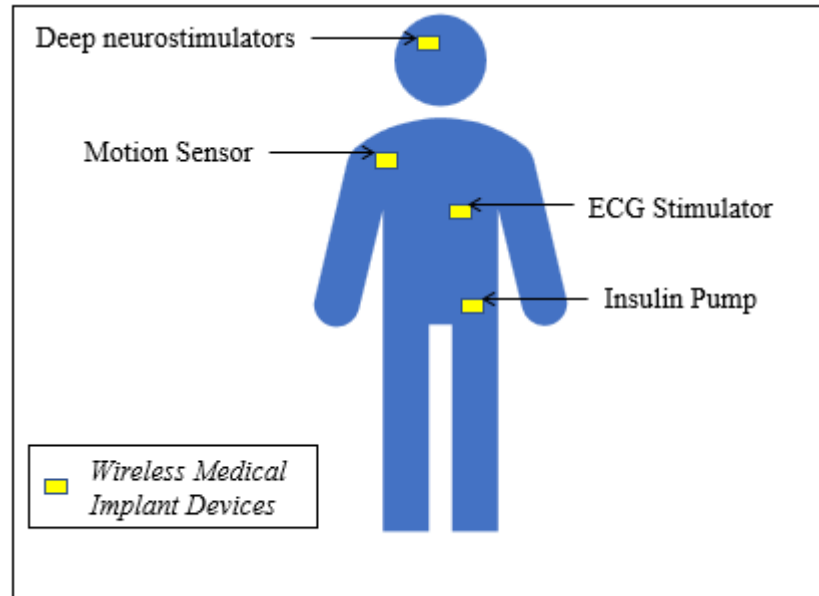 Deep neurostimulators
Motion Sensor
ECG Stimulator
Insulin Pump
Wireless Medical
Implant Devices